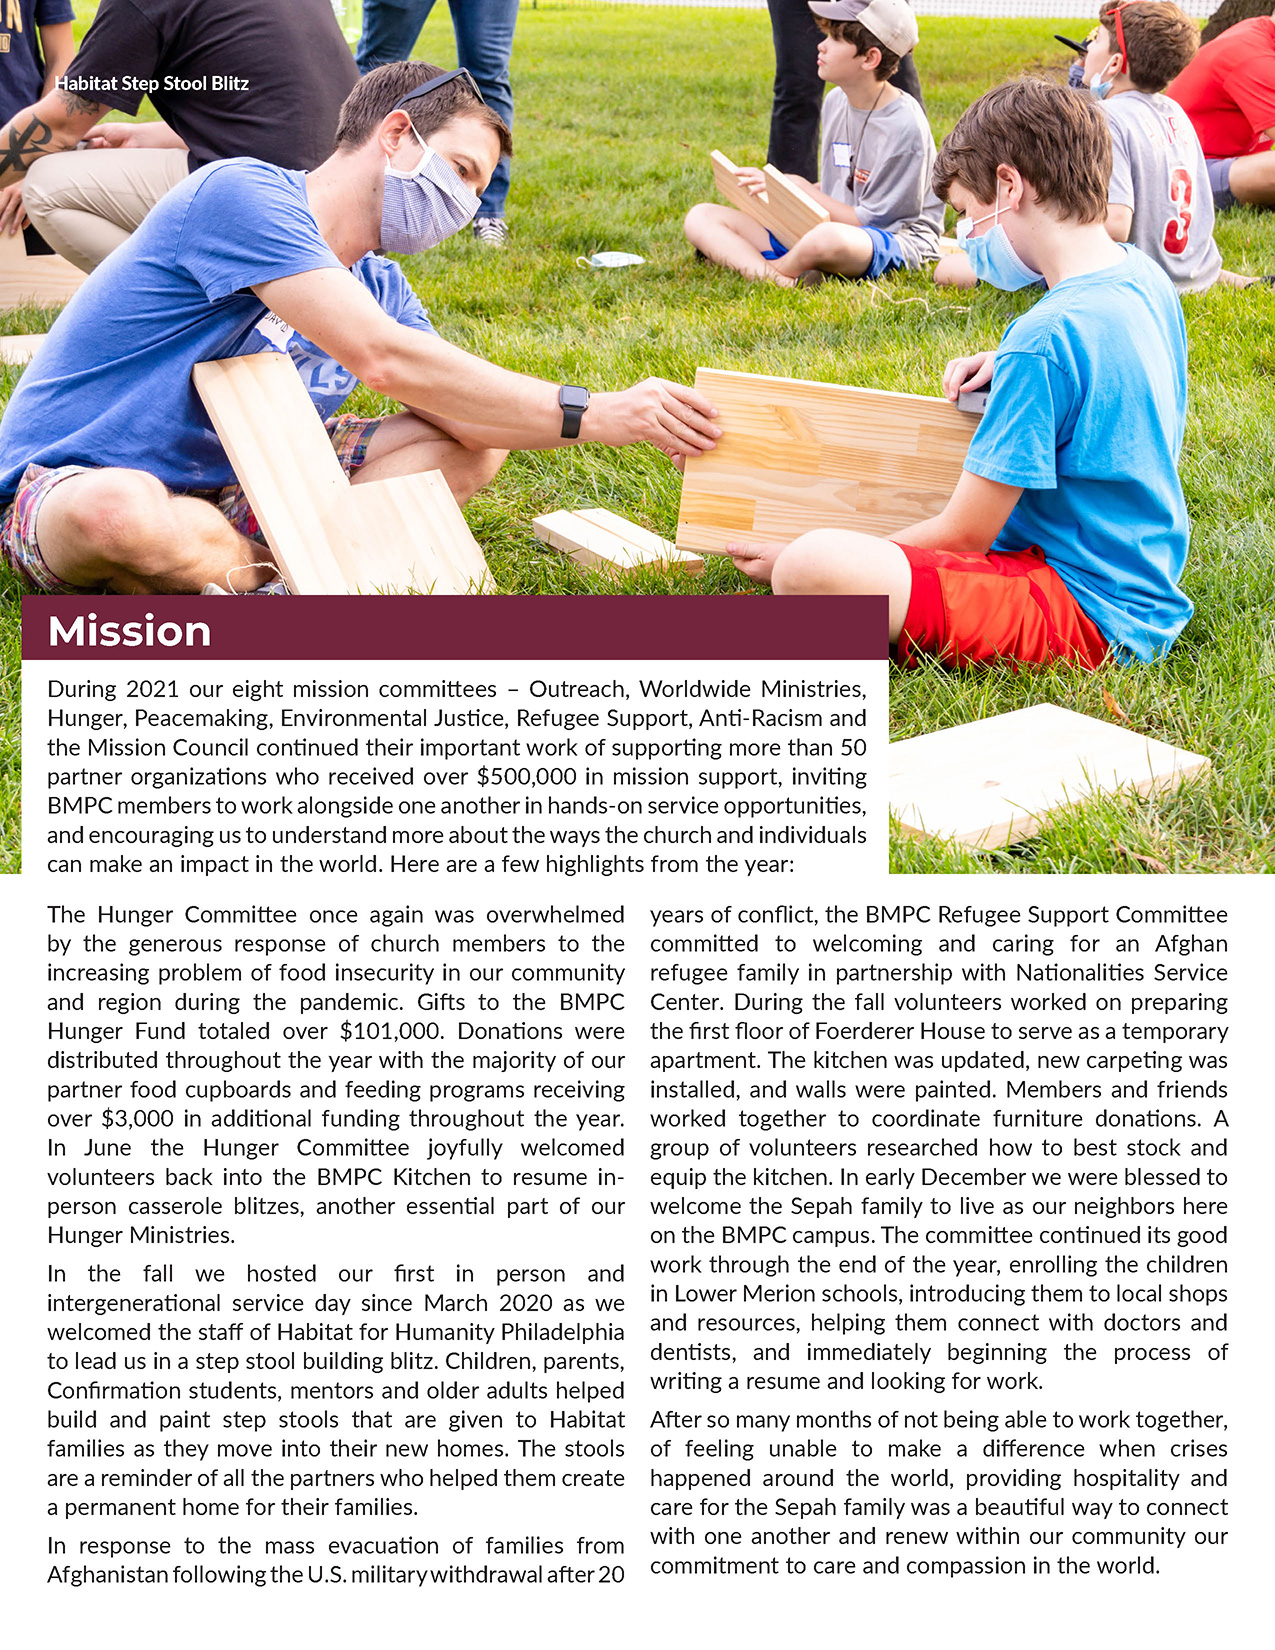 Habitat Step Stool Blitz
3
Mission
During 2021 our eight mission committees – Outreach, Worldwide Ministries,
Hunger, Peacemaking, Environmental Justice, Refugee Support, Anti-Racism and
the Mission Council continued their important work of supporting more than 50
partner organizations who received over $500,000 in mission support, inviting
BMPC members to work alongside one another in hands-on service opportunities,
and encouraging us to understand more about the ways the church and individuals
can make an impact in the world. Here are a few highlights from the year:
The Hunger Committee once again was overwhelmed
by the generous response of church members to the
increasing problem of food insecurity in our community
and region during the pandemic. Gifts to the BMPC
Hunger Fund totaled over $101,000. Donations were
distributed throughout the year with the majority of our
partner food cupboards and feeding programs receiving
over $3,000 in additional funding throughout the year.
In June the Hunger Committee joyfully welcomed
volunteers back into the BMPC Kitchen to resume in-
person casserole blitzes, another essential part of our
Hunger Ministries.
In the fall we hosted our first in person and
intergenerational service day since March 2020 as we
welcomed the staff of Habitat for Humanity Philadelphia
to lead us in a step stool building blitz. Children, parents,
Confirmation students, mentors and older adults helped
build and paint step stools that are given to Habitat
families as they move into their new homes. The stools
are a reminder of all the partners who helped them create
a permanent home for their families.
In response to the mass evacuation of families from
Afghanistan following the U.S. military withdrawal after 20
years of conflict, the BMPC Refugee Support Committee
committed to welcoming and caring for an Afghan
refugee family in partnership with Nationalities Service
Center. During the fall volunteers worked on preparing
the first floor of Foerderer House to serve as a temporary
apartment. The kitchen was updated, new carpeting was
installed, and walls were painted. Members and friends
worked together to coordinate furniture donations. A
group of volunteers researched how to best stock and
equip the kitchen. In early December we were blessed to
welcome the Sepah family to live as our neighbors here
on the BMPC campus. The committee continued its good
work through the end of the year, enrolling the children
in Lower Merion schools, introducing them to local shops
and resources, helping them connect with doctors and
dentists, and immediately beginning the process of
writing a resume and looking for work.
After so many months of not being able to work together,
of feeling unable to make a difference when crises
happened around the world, providing hospitality and
care for the Sepah family was a beautiful way to connect
with one another and renew within our community our
commitment to care and compassion in the world.